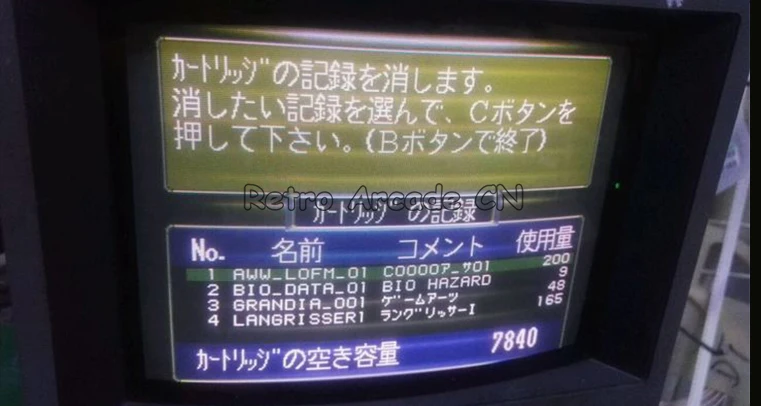 ｶｰﾄﾘｯｼﾞの記録を消します。
消したい記録を選んで、Cボタンを
押して下さい。(Bボタンで終了)
Retro Arcade CN
ｶｰﾄﾘｯｼﾞの記録
No. 名前 コメント 使用量
1 AWW_LOFM_01 COOOOｱ_ｻ01 200
2 BIO_DATA_01 BIO HAZARD 9
3 GRANDIA_001 ｹﾞｰﾑｱｰﾂ 48
4 LANGRISSER1 ﾗﾝｸﾞﾘｯｻｰI 165
ｶｰﾄﾘｯｼﾞの空き容量 7840